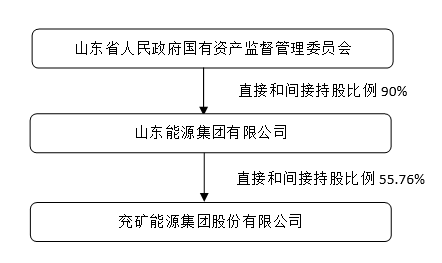 山东省人民政府国有资产监督管理委员会
直接和间接持股比例 90%
山东能源集团有限公司
直接和间接持股比例 55.76%
兖矿能源集团股份有限公司